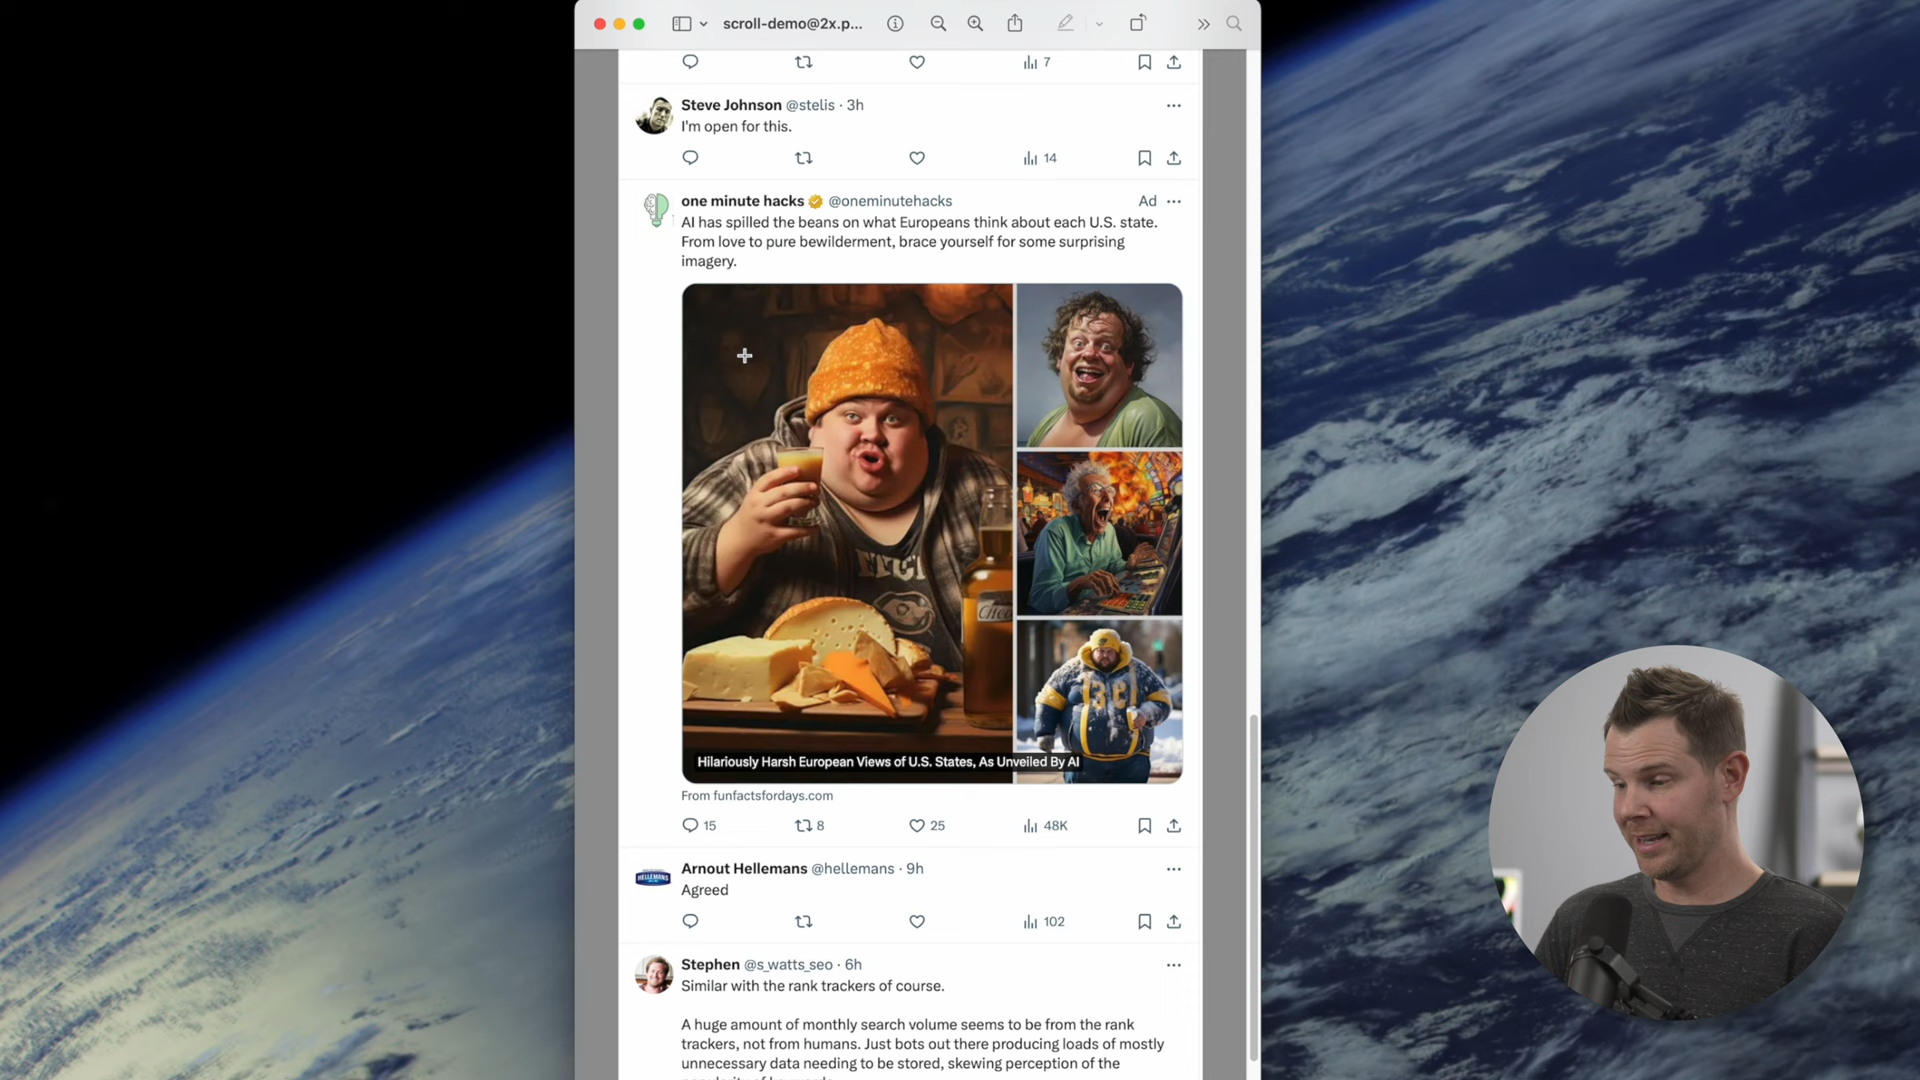 scroll-demo@2x.p...
7
Steve Johnson @stelis · 3h
I'm open for this.
14
one minute hacks @oneminutehacks Ad
AI has spilled the beans on what Europeans think about each U.S. state.
From love to pure bewilderment, brace yourself for some surprising
imagery.
Hilariously Harsh European Views of U.S. States, As Unveiled By AI
From funfactsfordays.com
15 8 25 48K
HELLEMANS
Arnout Hellemans @hellemans · 9h
Agreed
102
Stephen @s_watts_seo · 6h
Similar with the rank trackers of course.
A huge amount of monthly search volume seems to be from the rank
trackers, not from humans. Just bots out there producing loads of mostly
unnecessary data needing to be stored, skewing perception of the